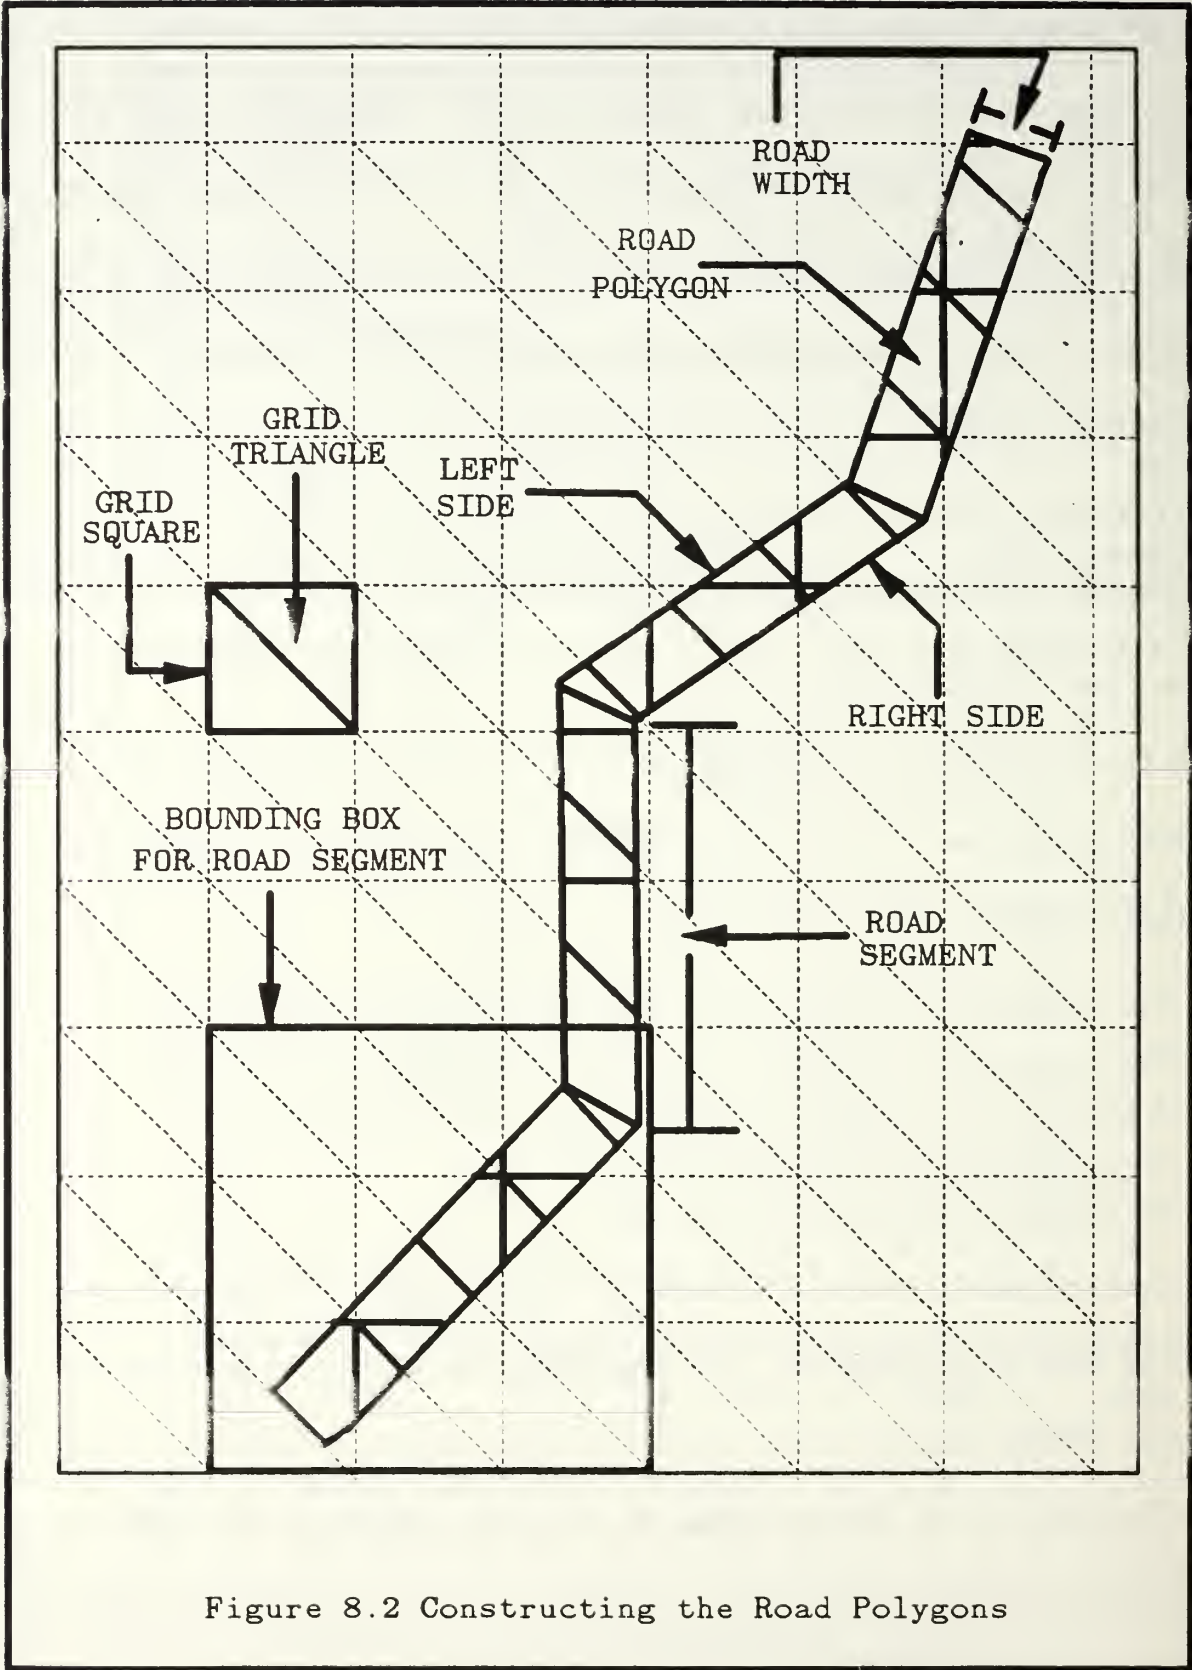 ROAD
WIDTH
ROAD
POLYGON
GRID
TRIANGLE
LEFT
SIDE
GRID
SQUARE
RIGHT SIDE
BOUNDING BOX
FOR ROAD SEGMENT
ROAD
SEGMENT
Figure 8.2 Constructing the Road Polygons